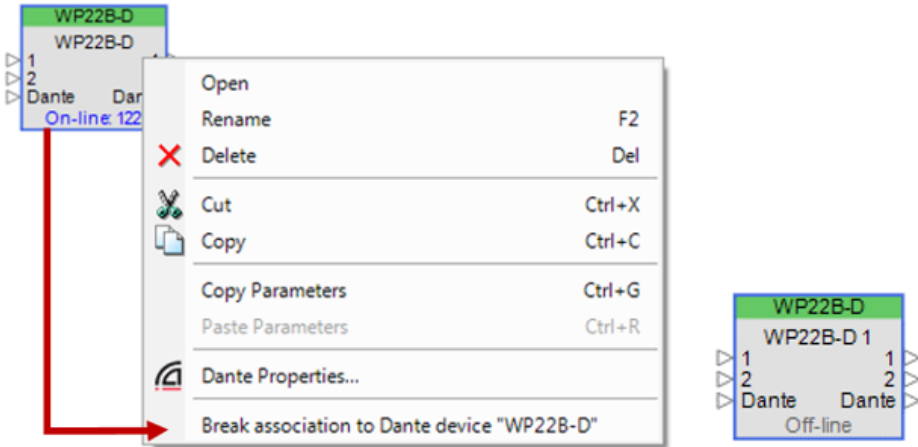 WP22B-D
WP22B-D
1
2
Dante Dar
On-line: 122
Open
Rename F2
Delete Del
Cut Ctrl+X
Copy Ctrl+C
Copy Parameters Ctrl+G
Paste Parameters Ctrl+R
Dante Properties...
Break association to Dante device "WP22B-D"
WP22B-D
WP22B-D 1
1 1
2 2
Dante Dante
Off-line